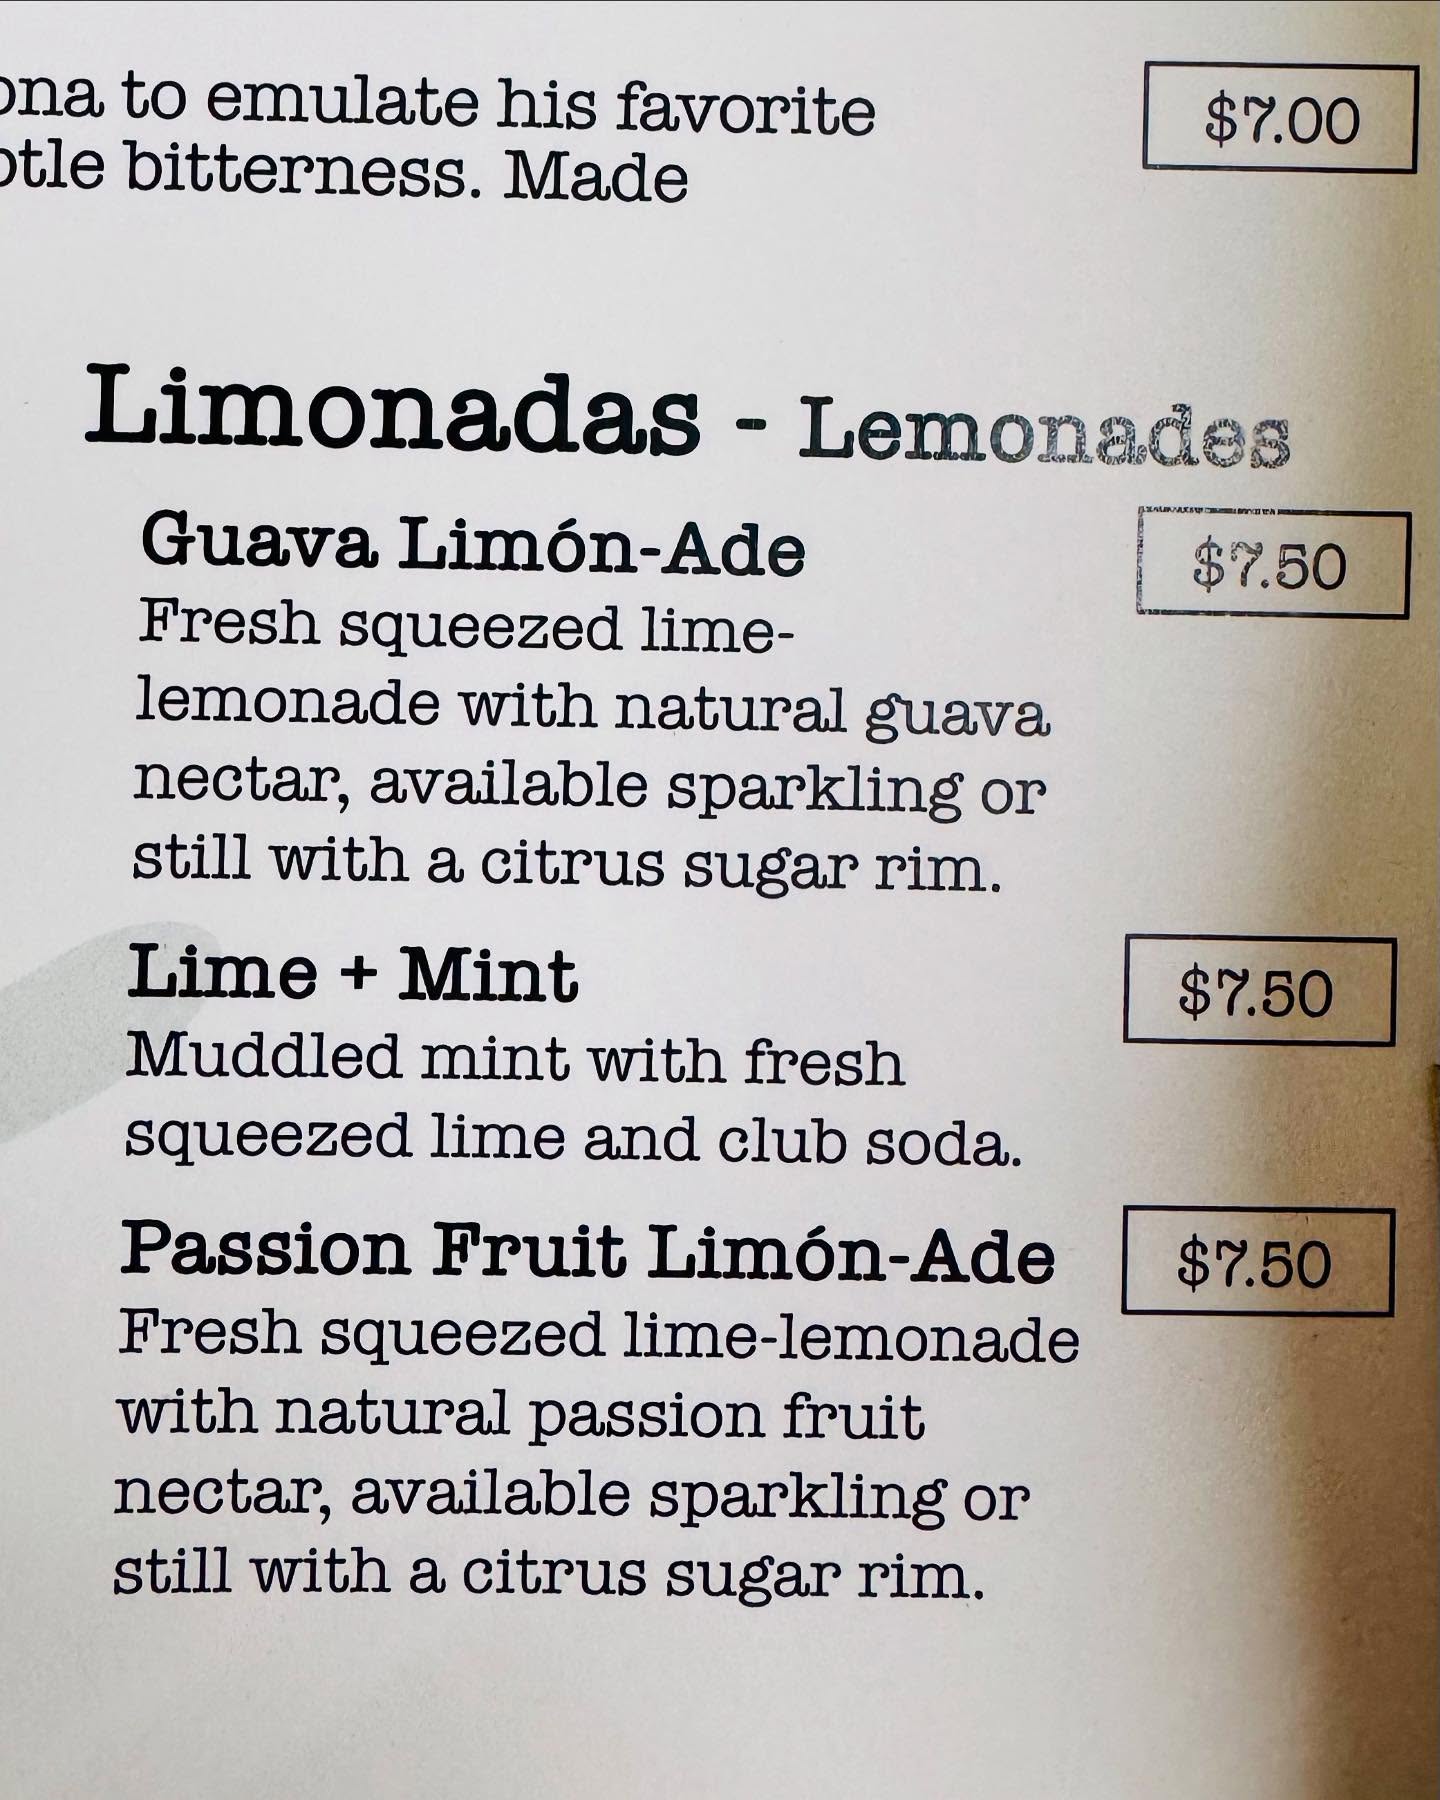 to emulate his favorite
$7.00
bitterness. Made
Limonadas - Lemonades
Guava Limón-Ade
$7.50
Fresh squeezed lime-
lemonade with natural guava
nectar, available sparkling or
still with a citrus sugar rim.
Lime + Mint
$7.50
Muddled mint with fresh
squeezed lime and club soda.
Passion Fruit Limón-Ade
$7.50
Fresh squeezed lime-lemonade
with natural passion fruit
nectar, available sparkling or
still with a citrus sugar rim.